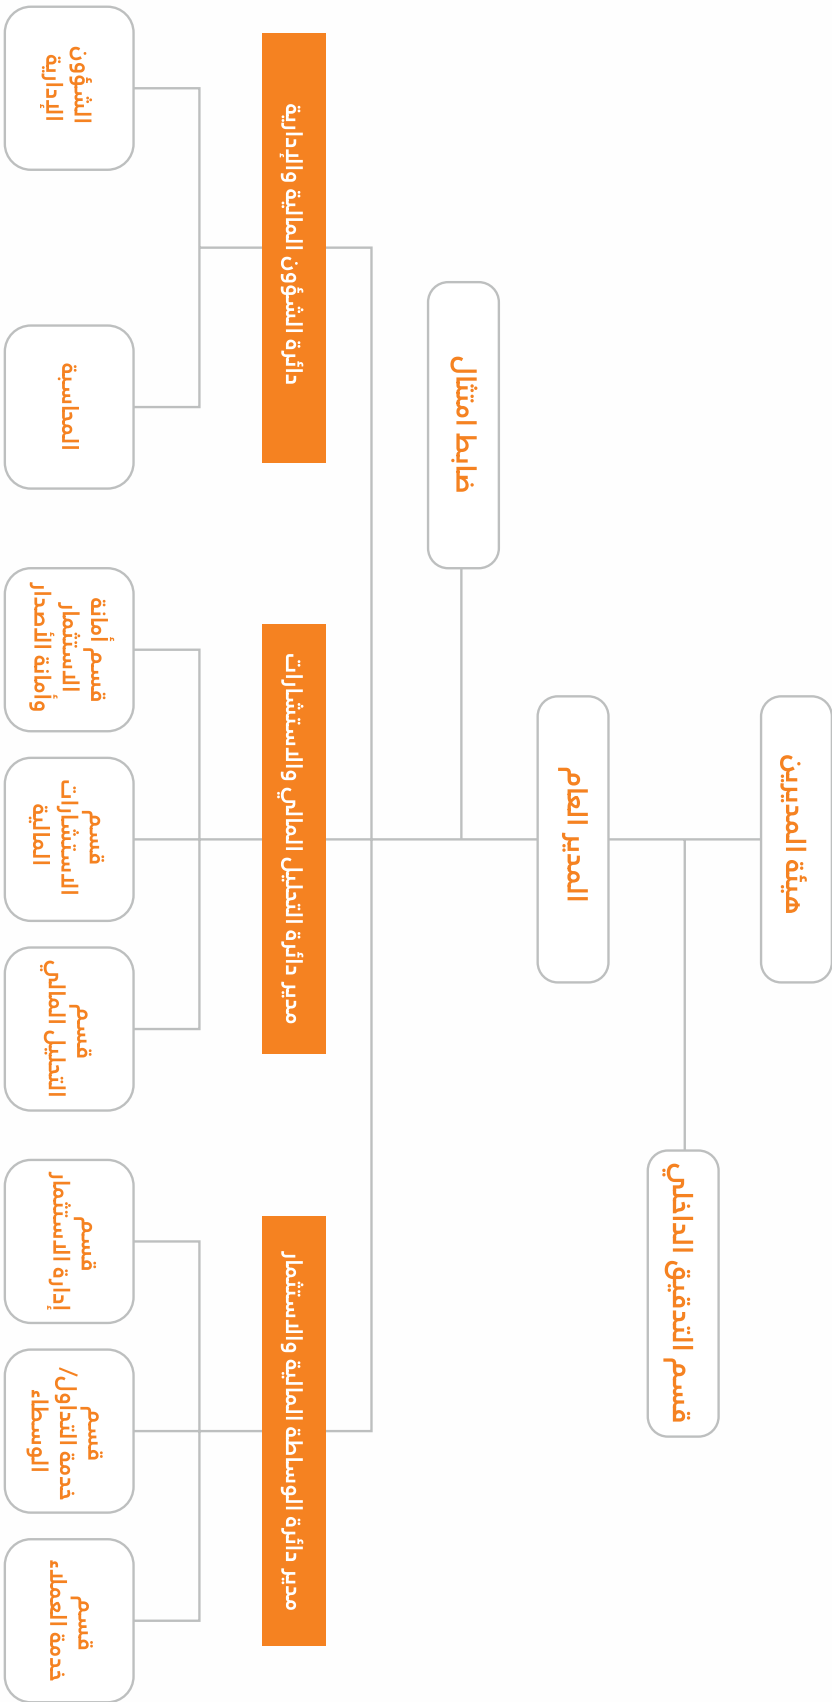 هيئة المديرين
قسم التدقيق الداخلي
المدير العام
ضابط امتثال
مدير دائرة الوساطة المالية والاستثمار
مدير دائرة التحليل المالي والاستشارات
دائرة الشؤون المالية والإدارية
قسم
خدمة العملاء
قسم
خدمة التداول/
الوسطاء
قسم
إدارة الاستثمار
قسم
التحليل المالي
قسم
الاستشارات
المالية
قسم أمانة
الاستثمار
وأمانة الأصدار
المحاسبة
الشؤون
الإدارية